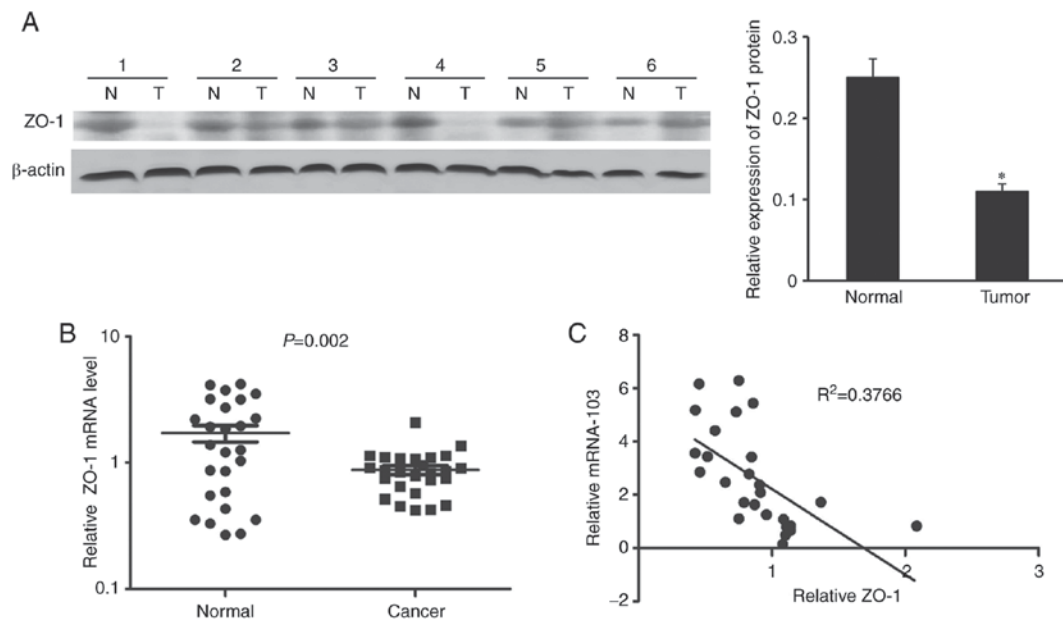 A
1 2 3 4 5 6
N T N T N T N T N T N T
ZO-1
β-actin
Relative expression of ZO-1 protein
0.3
0.2
0.1
0
*
Normal Tumor
B
Relative ZO-1 mRNA level
10
1
0.1
P=0.002
Normal Cancer
C
Relative mRNA-103
8
6
4
2
0
−2
R²=0.3766
1 2 3
Relative ZO-1